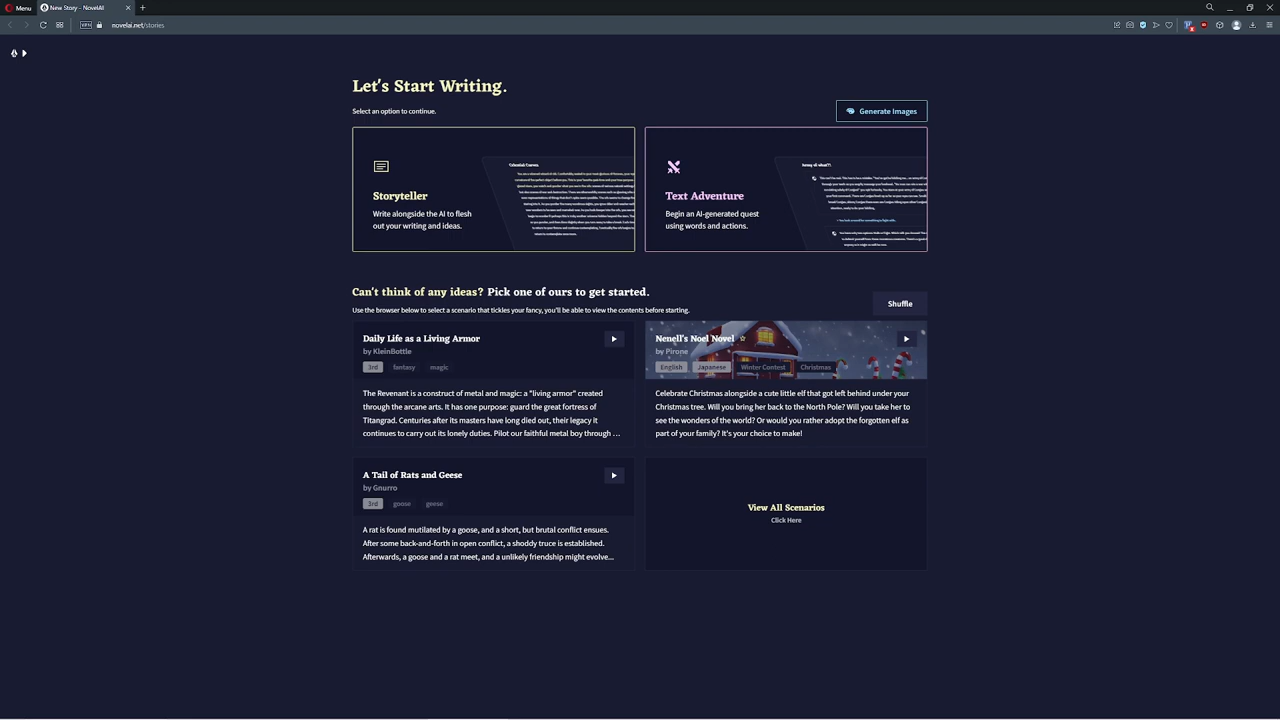 Menu
New Story - NovelAI
VPN
novelai.net/stories
Let's Start Writing.
Select an option to continue.
Generate Images
Storyteller
Write alongside the AI to flesh
out your writing and ideas.
Text Adventure
Begin an AI-generated quest
using words and actions.
Can't think of any ideas? Pick one of ours to get started.
Use the browser below to select a scenario that tickles your fancy, you'll be able to view the contents before starting.
Shuffle
Daily Life as a Living Armor
by KleinBottle
3rd fantasy magic
The Revenant is a construct of metal and magic: a "living armor" created
through the arcane arts. It has one purpose: guard the great fortress of
Titangrad. Centuries after its masters have long died out, their legacy it
continues to carry out its lonely duties. Pilot our faithful metal boy through ...
Nenell's Noel Novel
by Pirone
English Japanese Winter Contest Christmas
Celebrate Christmas alongside a cute little elf that got left behind under your
Christmas tree. Will you bring her back to the North Pole? Will you take her to
see the wonders of the world? Or would you rather adopt the forgotten elf as
part of your family? It's your choice to make!
A Tail of Rats and Geese
by Gnurro
3rd goose geese
A rat is found mutilated by a goose, and a short, but brutal conflict ensues.
After some back-and-forth in open conflict, a shoddy truce is established.
Afterwards, a goose and a rat meet, and a unlikely friendship might evolve...
View All Scenarios
Click Here